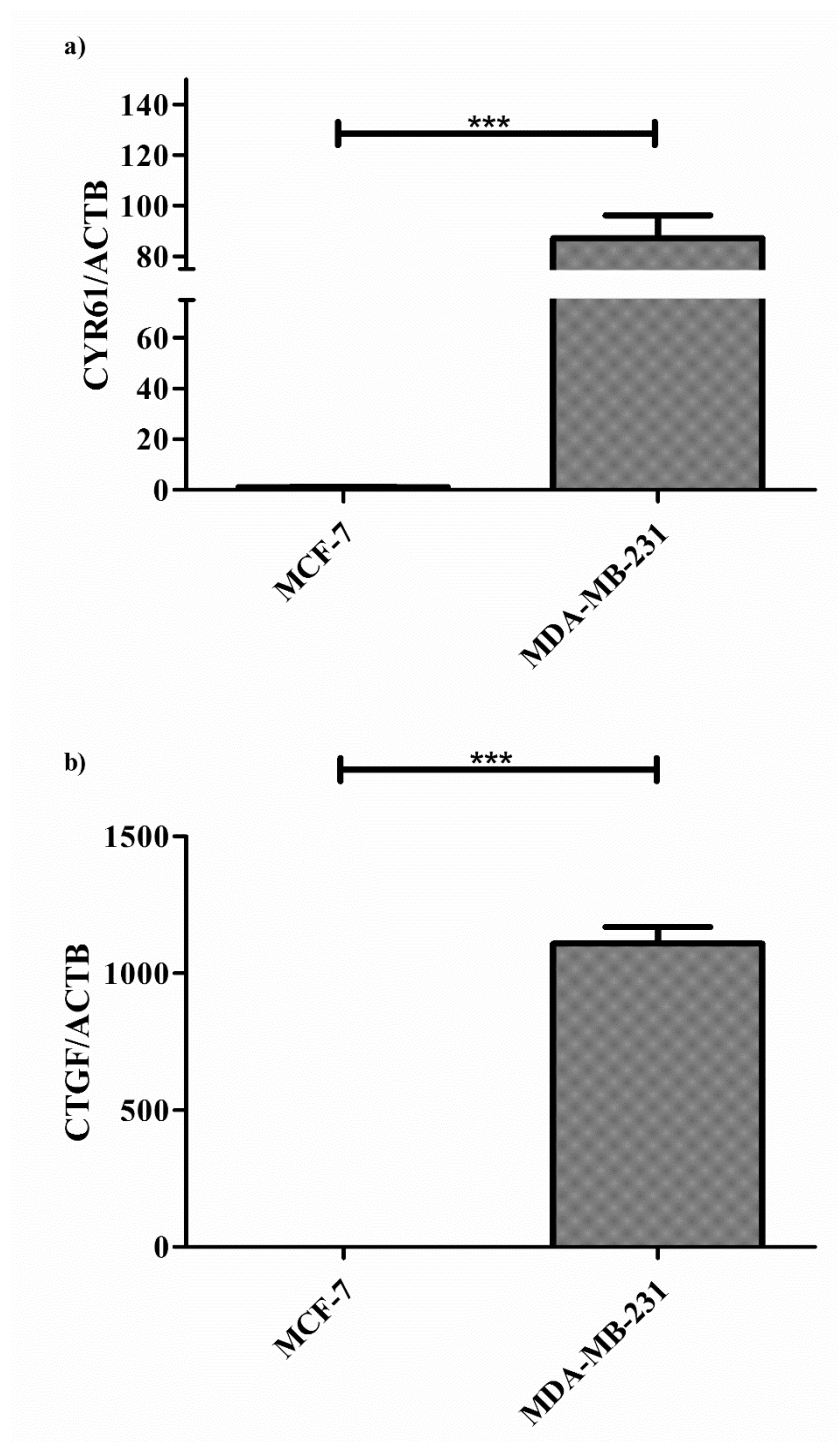 a)
***
CYR61/ACTB
140
120
100
80
60
40
20
0
MCF-7
MDA-MB-231
b)
***
CTGF/ACTB
1500
1000
500
0
MCF-7
MDA-MB-231